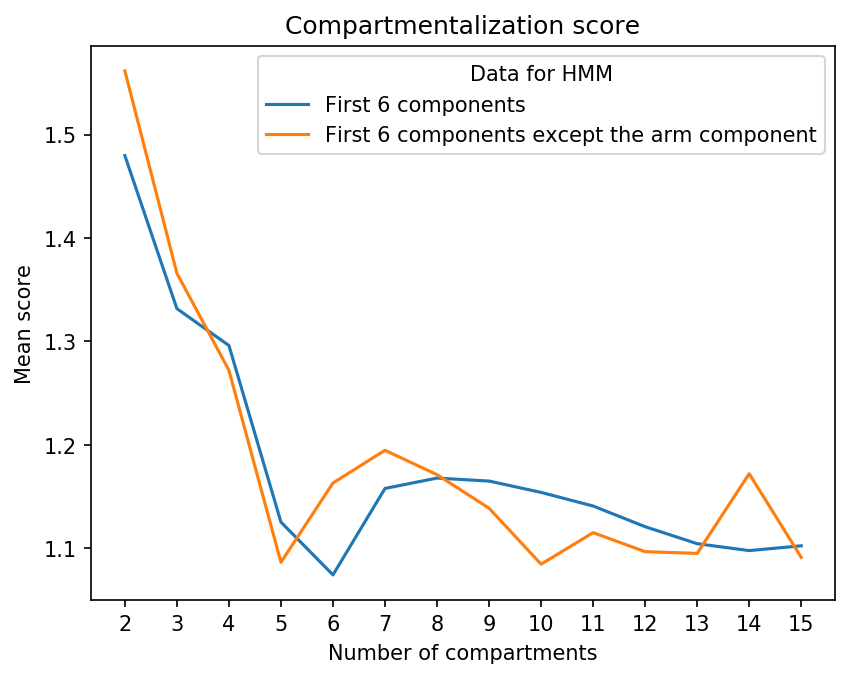 Compartmentalization score
Data for HMM
First 6 components
First 6 components except the arm component
Mean score
1.5
1.4
1.3
1.2
1.1
2 3 4 5 6 7 8 9 10 11 12 13 14 15
Number of compartments